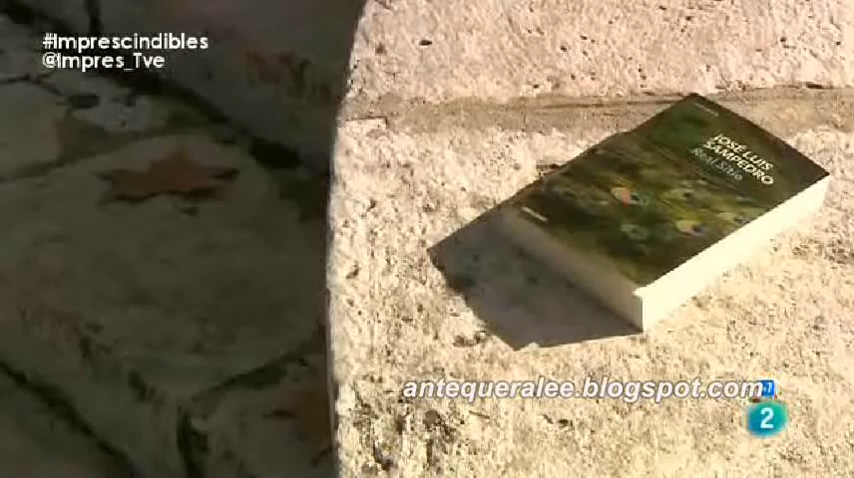 #Imprescindibles
@Impres_Tve
JOSÉ LUIS
SAMPEDRO
Real Sitio
antequeralee.blogspot.com
2